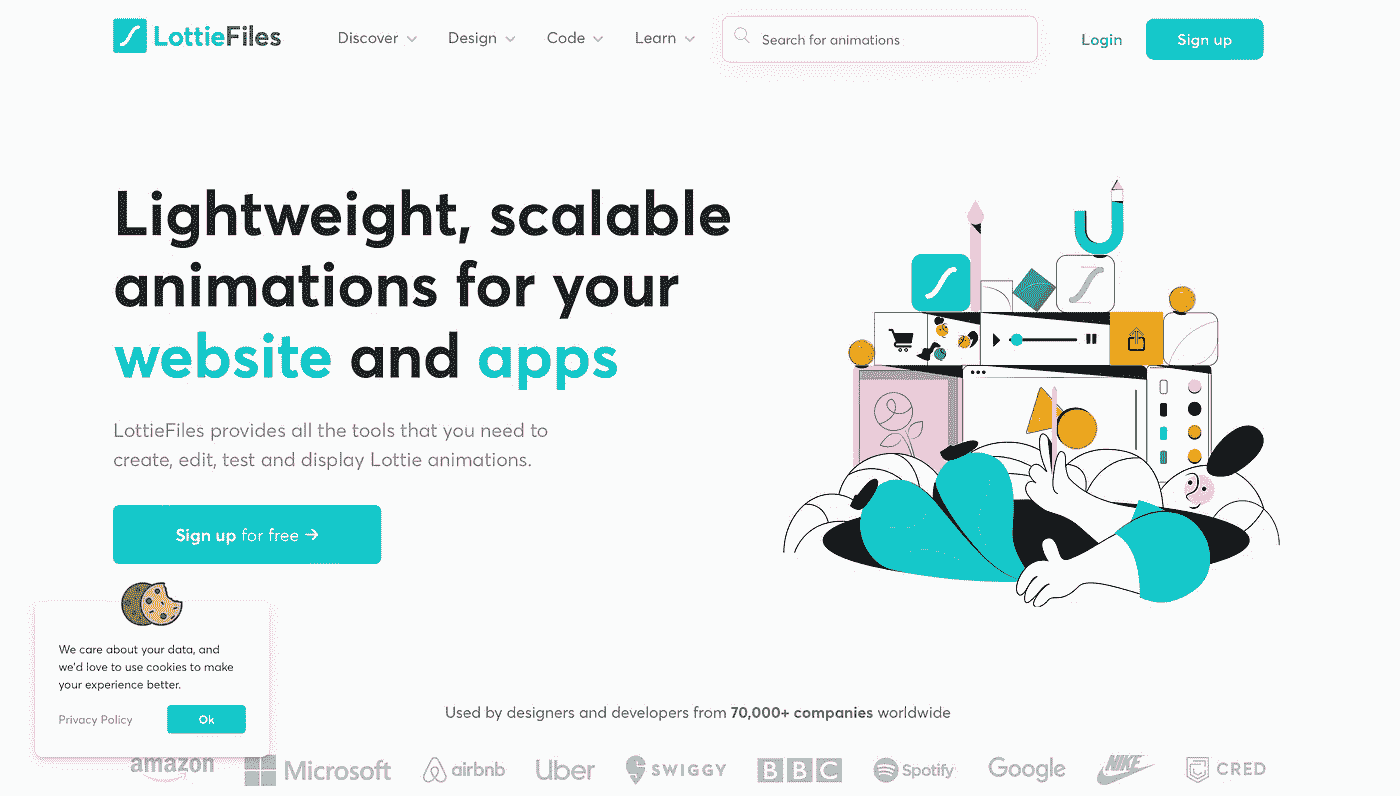 LottieFiles
Discover
Design
Code
Learn
Search for animations
Login
Sign up
Lightweight, scalable
animations for your
website and apps
LottieFiles provides all the tools that you need to
create, edit, test and display Lottie animations.
Sign up for free →
We care about your data, and
we'd love to use cookies to make
your experience better.
Privacy Policy
Ok
Used by designers and developers from 70,000+ companies worldwide
amazon
Microsoft
airbnb
Uber
SWIGGY
BBC
Spotify
Google
NIKE
CRED